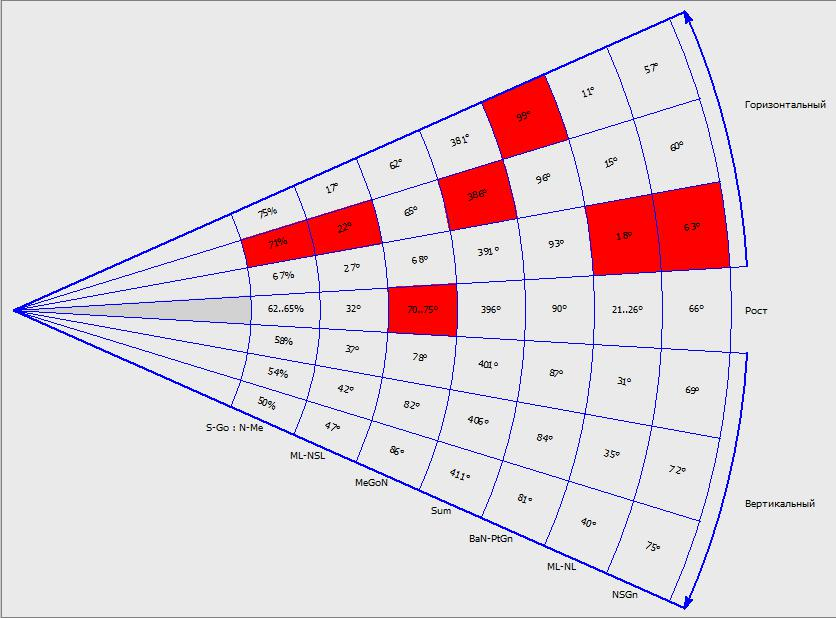 75% 17° 62° 381° 99° 11° 57°
71% 22° 65° 386° 96° 15° 60°
67% 27° 68° 391° 93° 18° 63°
62..65% 32° 70..75° 396° 90° 21..26° 66°
58% 37° 78° 401° 87° 31° 69°
54% 42° 82° 406° 84° 35° 72°
50% 47° 86° 411° 81° 40° 75°
Горизонтальный
Рост
Вертикальный
S-Go : N-Me
ML-NSL
MeGoN
Sum
BaN-PtGn
ML-NL
NSGn